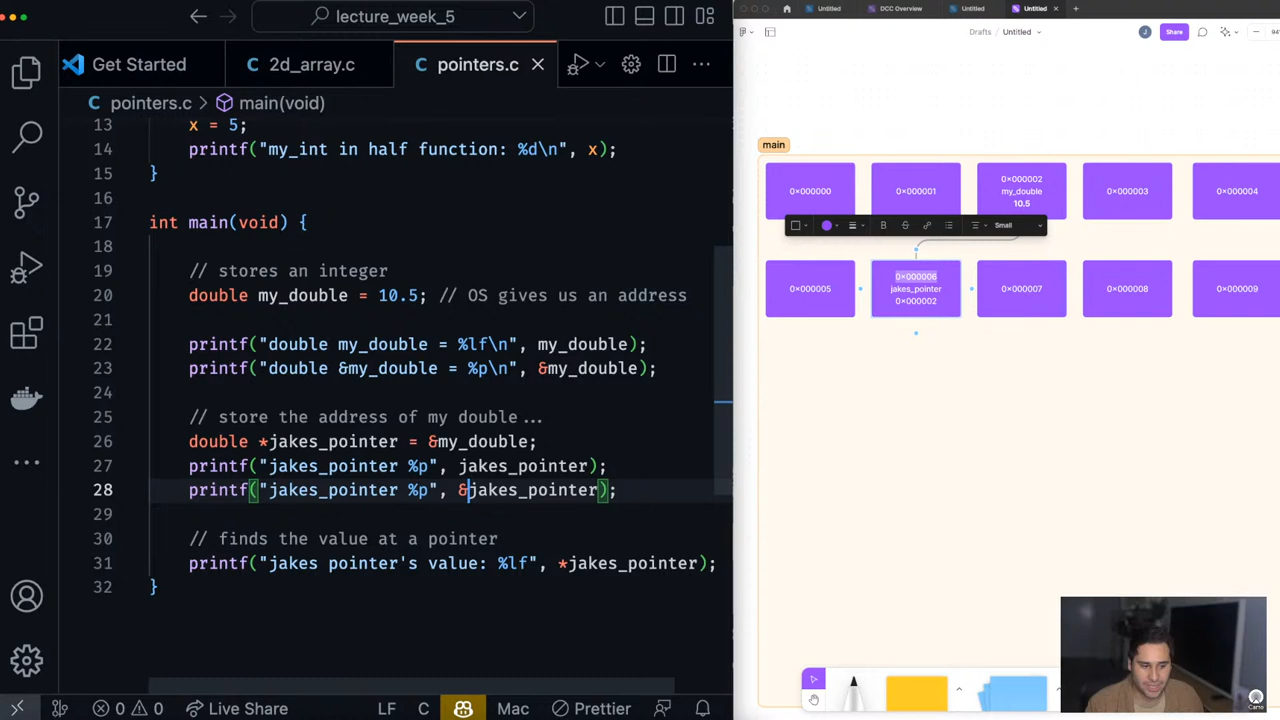 lecture_week_5
Get Started
2d_array.c
pointers.c
pointers.c > main(void)
13 x = 5;
14 printf("my_int in half function: %d\n", x);
15 }
16
17 int main(void) {
18
19 // stores an integer
20 double my_double = 10.5; // OS gives us an address
21
22 printf("double my_double = %lf\n", my_double);
23 printf("double &my_double = %p\n", &my_double);
24
25 // store the address of my double...
26 double *jakes_pointer = &my_double;
27 printf("jakes_pointer %p", jakes_pointer);
28 printf("jakes_pointer %p", &jakes_pointer);
29
30 // finds the value at a pointer
31 printf("jakes pointer's value: %lf", *jakes_pointer);
32 }
0 0 Live Share LF C Mac Prettier
Untitled DCC Overview Untitled Untitled
Drafts / Untitled
J
Share
main
0x000000
0x000001
0x000002
my_double
10.5
0x000003
0x000004
B S Small
0x000005
0x000006
jakes_pointer
0x000002
0x000007
0x000008
0x000009